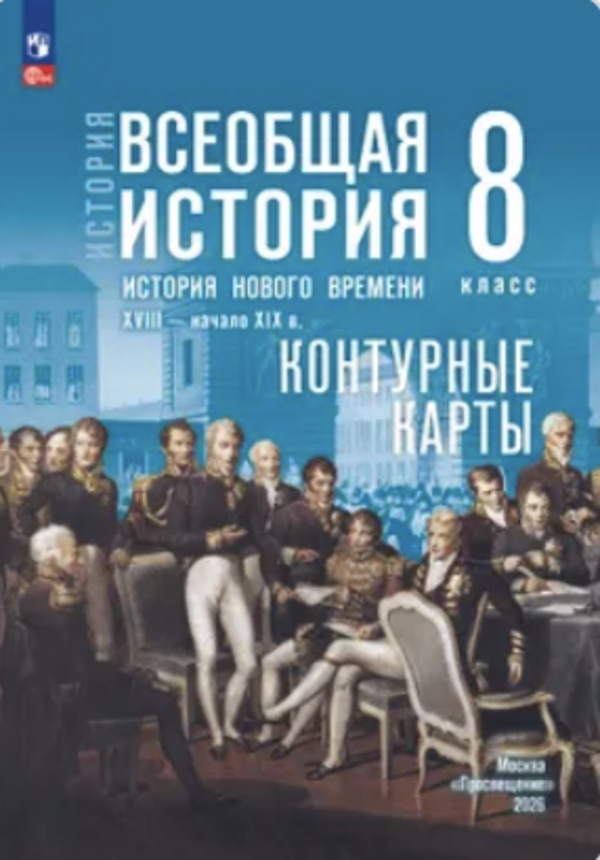 ИСТОРИЯ
ВСЕОБЩАЯ
ИСТОРИЯ
8
класс
ИСТОРИЯ НОВОГО ВРЕМЕНИ
XVIII — начало XIX в.
КОНТУРНЫЕ
КАРТЫ
Москва
«Просвещение»
2026